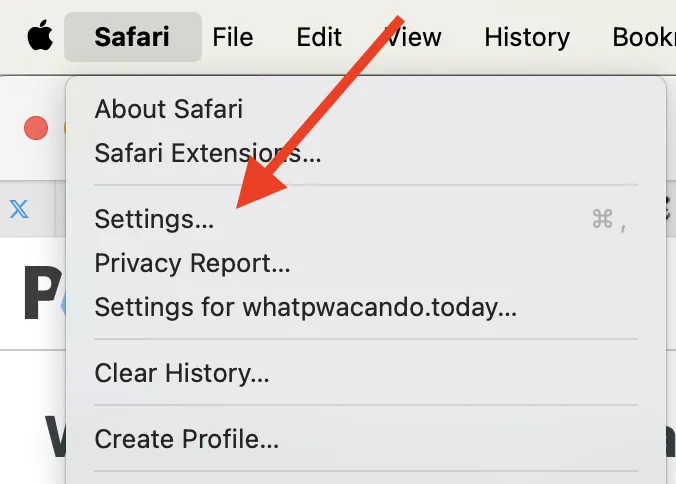 Safari File Edit View History Book
About Safari
Safari Extensions...
Settings... ⌘ ,
Privacy Report...
Settings for whatpwacando.today...
Clear History...
Create Profile...